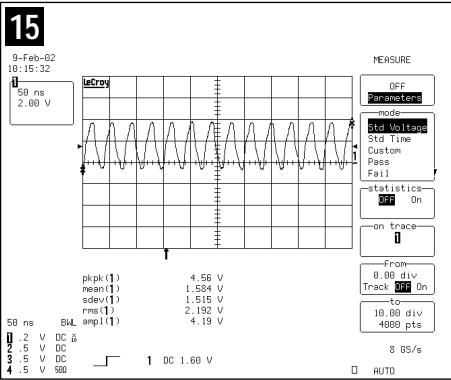 15
9-Feb-02
10:15:32
1
50 ns
2.00 V
LeCroy
1
pkpk(1) 4.56 V
mean(1) 1.584 V
sdev(1) 1.515 V
rms(1) 2.192 V
ampl(1) 4.19 V
50 ns BWL
1 .2 V DC X10
2 .5 V DC
3 .5 V DC
4 .5 V 50Ω
1 DC 1.60 V
MEASURE
OFF
Parameters
mode
Std Voltage
Std Time
Custom
Pass
Fail
statistics
OFF On
on trace
1
From
0.00 div
Track OFF On
to
10.00 div
4000 pts
8 GS/s
AUTO